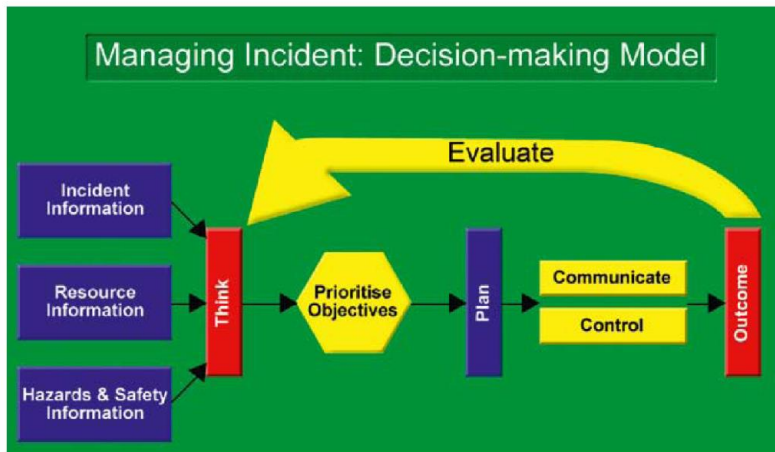 Managing Incident: Decision-making Model
Evaluate
Incident
Information
Resource
Information
Hazards & Safety
Information
Think
Prioritise
Objectives
Plan
Communicate
Control
Outcome